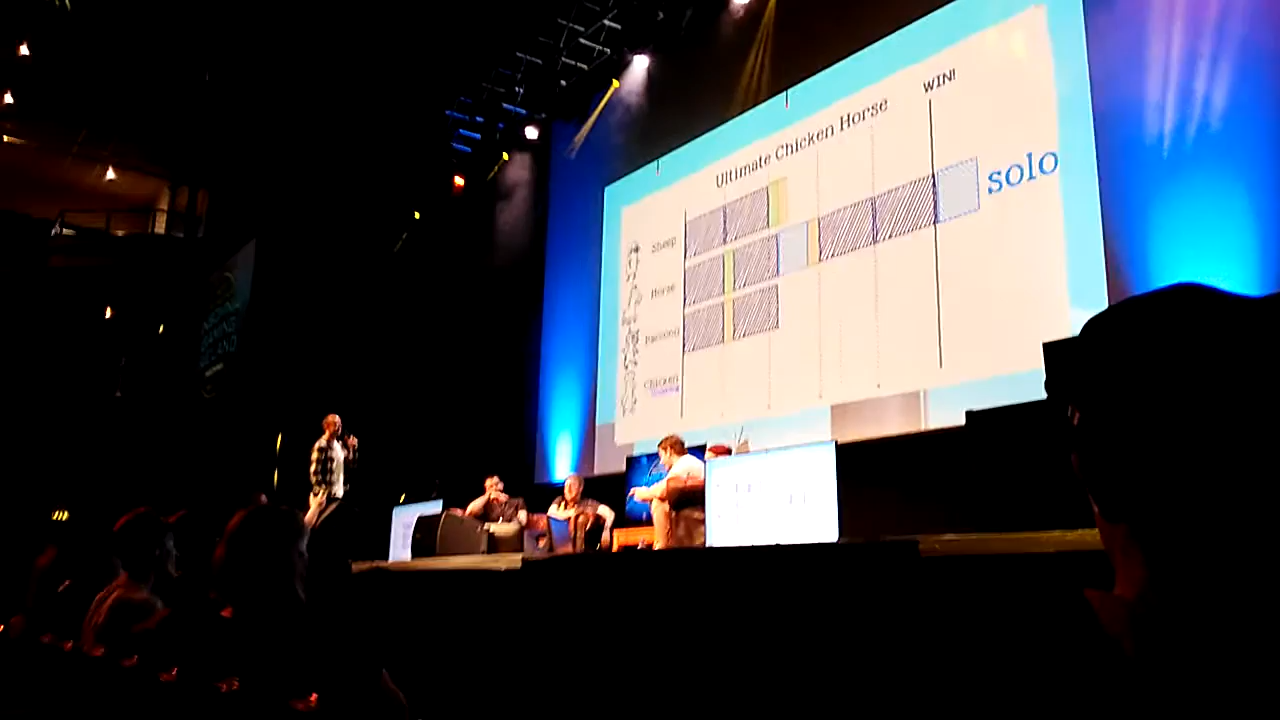 WIN!
Ultimate Chicken Horse
solo
Sheep
Horse
Raccoon
Chicken